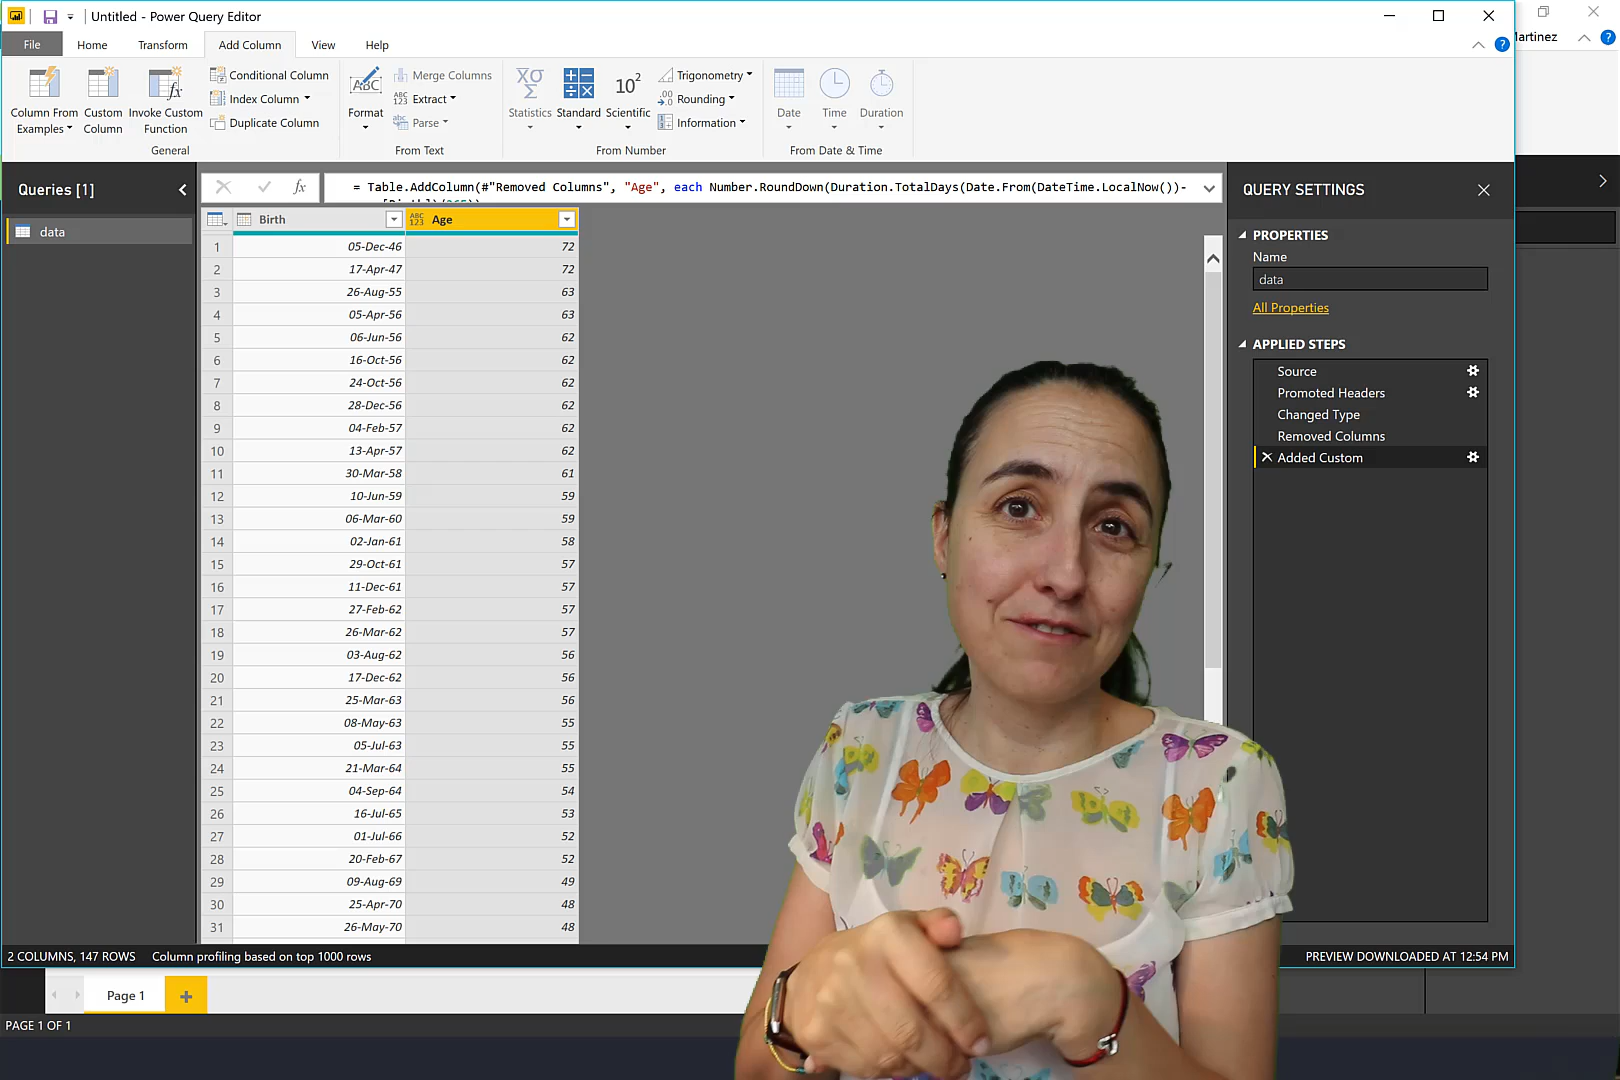 Untitled - Power Query Editor
artinez
File Home Transform Add Column View Help
Column From Examples
Custom Column
Invoke Custom Function
Conditional Column
Index Column
Duplicate Column
General
Format
Merge Columns
Extract
Parse
From Text
Statistics
Standard
Scientific
Trigonometry
Rounding
Information
From Number
Date
Time
Duration
From Date & Time
Queries [1]
data
= Table.AddColumn(#"Removed Columns", "Age", each Number.RoundDown(Duration.TotalDays(Date.From(DateTime.LocalNow())-
Birth Age
1 05-Dec-46 72
2 17-Apr-47 72
3 26-Aug-55 63
4 05-Apr-56 63
5 06-Jun-56 62
6 16-Oct-56 62
7 24-Oct-56 62
8 28-Dec-56 62
9 04-Feb-57 62
10 13-Apr-57 62
11 30-Mar-58 61
12 10-Jun-59 59
13 06-Mar-60 59
14 02-Jan-61 58
15 29-Oct-61 57
16 11-Dec-61 57
17 27-Feb-62 57
18 26-Mar-62 57
19 03-Aug-62 56
20 17-Dec-62 56
21 25-Mar-63 56
22 08-May-63 55
23 05-Jul-63 55
24 21-Mar-64 55
25 04-Sep-64 54
26 16-Jul-65 53
27 01-Jul-66 52
28 20-Feb-67 52
29 09-Aug-69 49
30 25-Apr-70 48
31 26-May-70 48
QUERY SETTINGS
PROPERTIES
Name
data
All Properties
APPLIED STEPS
Source
Promoted Headers
Changed Type
Removed Columns
Added Custom
2 COLUMNS, 147 ROWS Column profiling based on top 1000 rows
PREVIEW DOWNLOADED AT 12:54 PM
Page 1
PAGE 1 OF 1